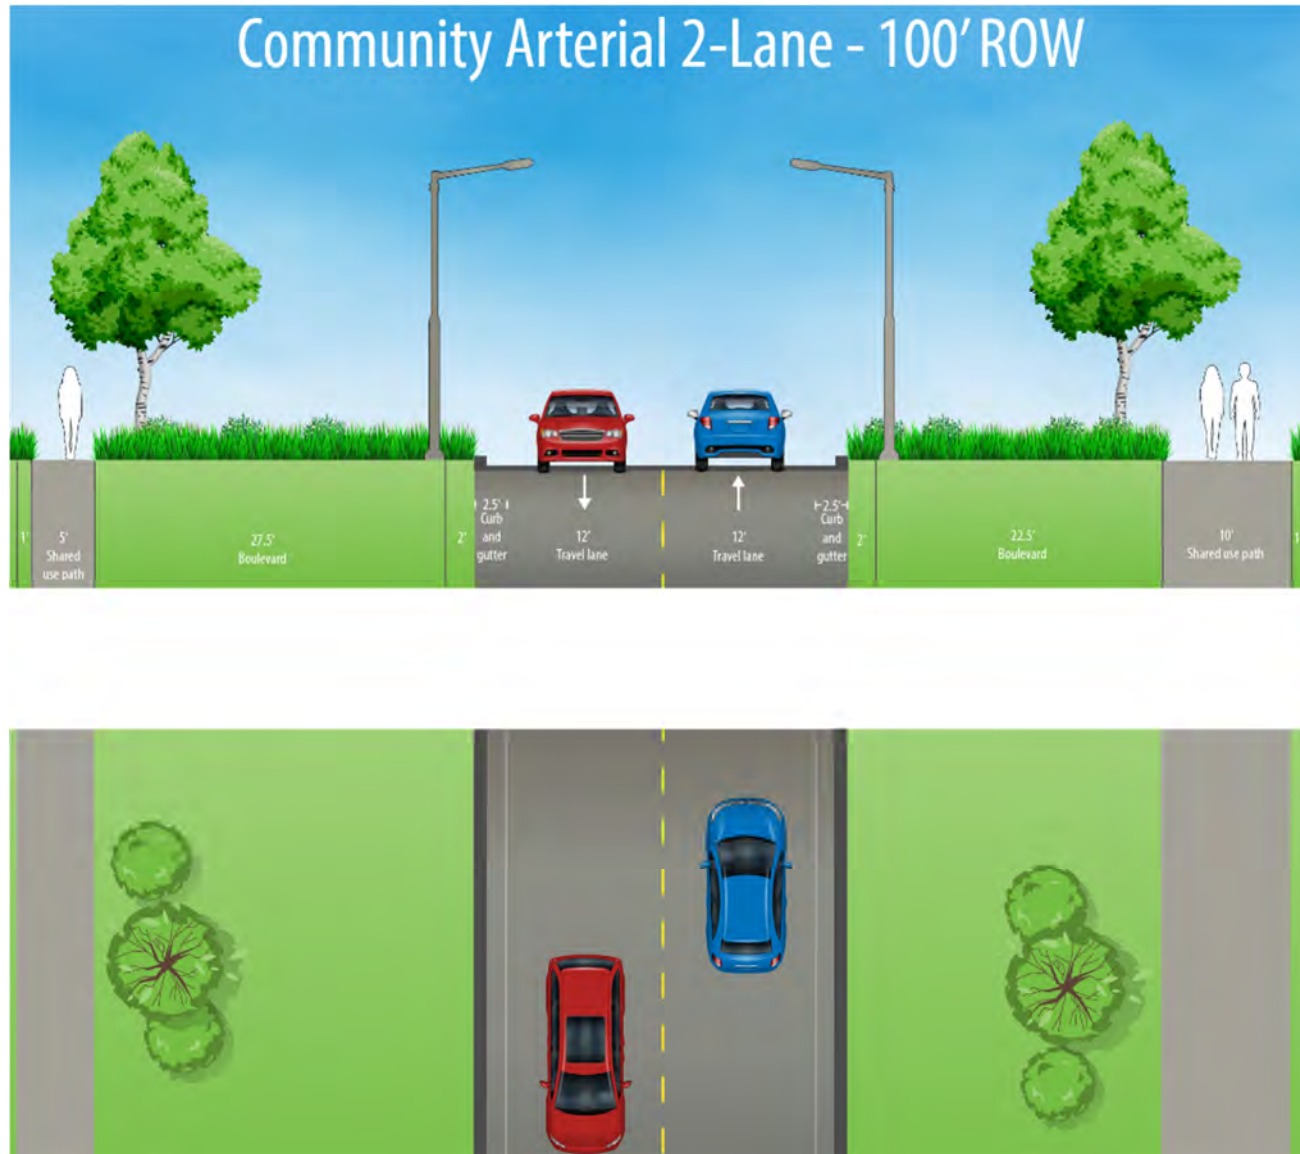 Community Arterial 2-Lane - 100' ROW
1'
5'
Shared
use path
27.5'
Boulevard
2'
2.5'
Curb
and
gutter
12'
Travel lane
12'
Travel lane
2.5'
Curb
and
gutter
2'
22.5'
Boulevard
10'
Shared use path
1